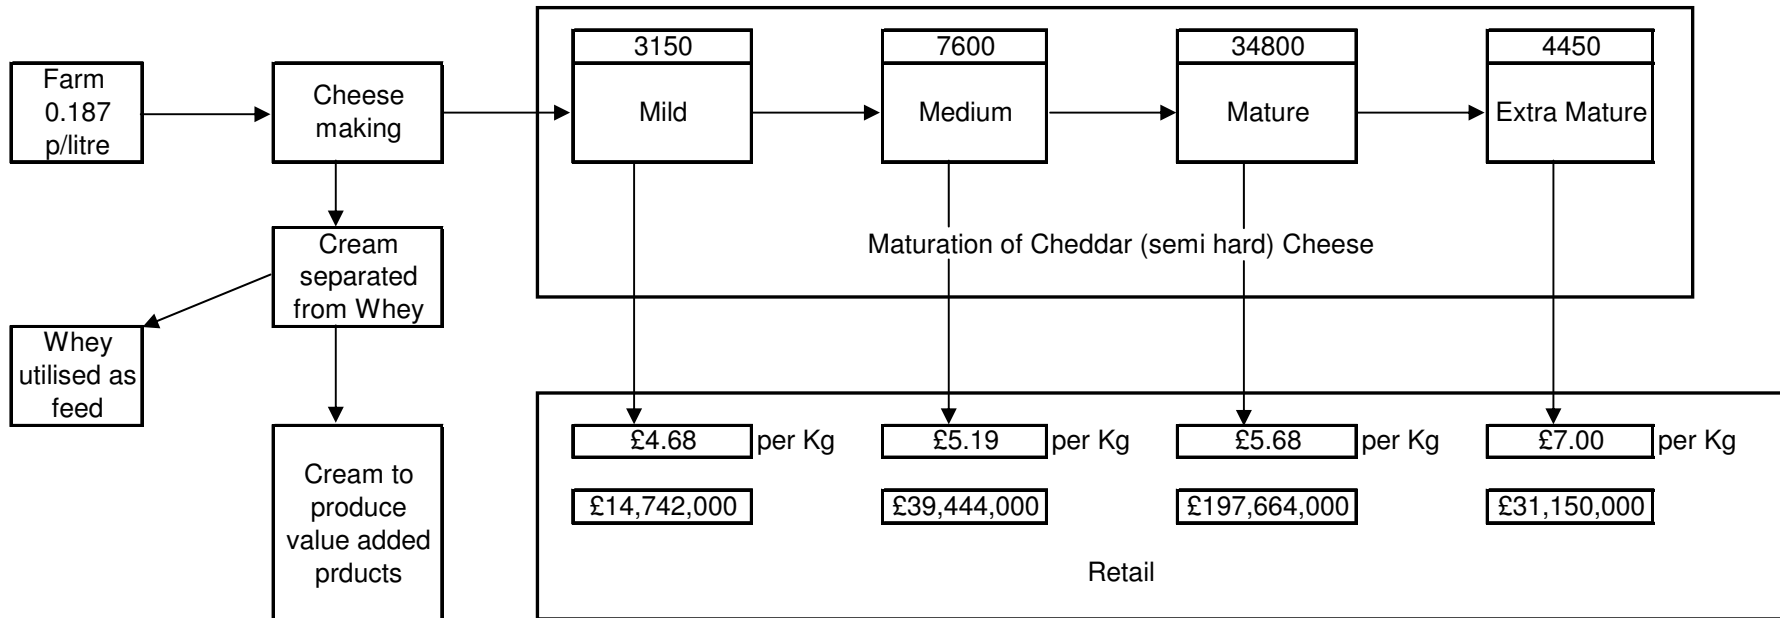 3150
7600
34800
4450
Farm
0.187
p/litre
Cheese
making
Mild
Medium
Mature
Extra Mature
Cream
separated
from Whey
Maturation of Cheddar (semi hard) Cheese
Whey
utilised as
feed
£4.68 per Kg
£5.19 per Kg
£5.68 per Kg
£7.00 per Kg
Cream to
produce
value added
prducts
£14,742,000
£39,444,000
£197,664,000
£31,150,000
Retail